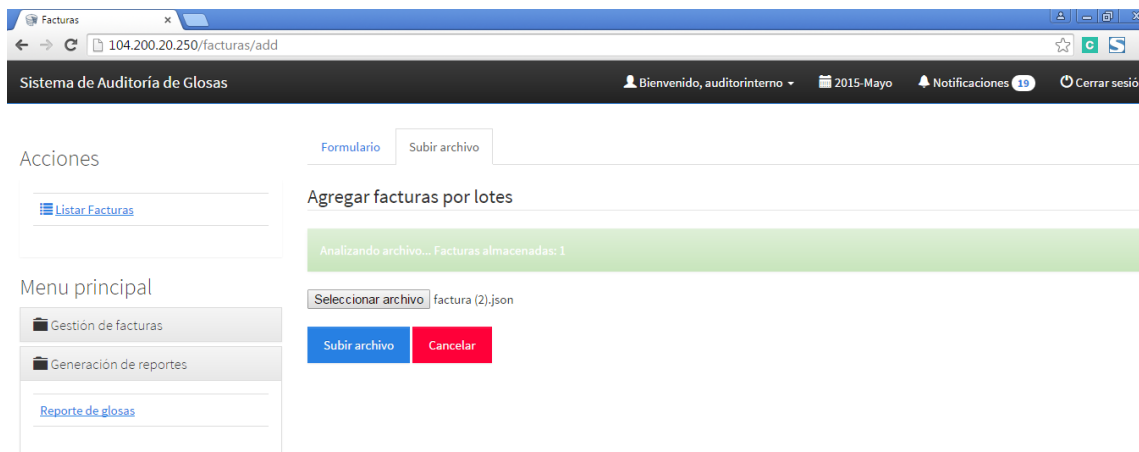 Facturas
104.200.20.250/facturas/add
Sistema de Auditoría de Glosas
Bienvenido, auditorinterno
2015-Mayo
Notificaciones 19
Cerrar sesió
Acciones
Formulario
Subir archivo
Listar Facturas
Agregar facturas por lotes
Analizando archivo... Facturas almacenadas: 1
Menu principal
Seleccionar archivo factura (2).json
Gestión de facturas
Subir archivo
Cancelar
Generación de reportes
Reporte de glosas